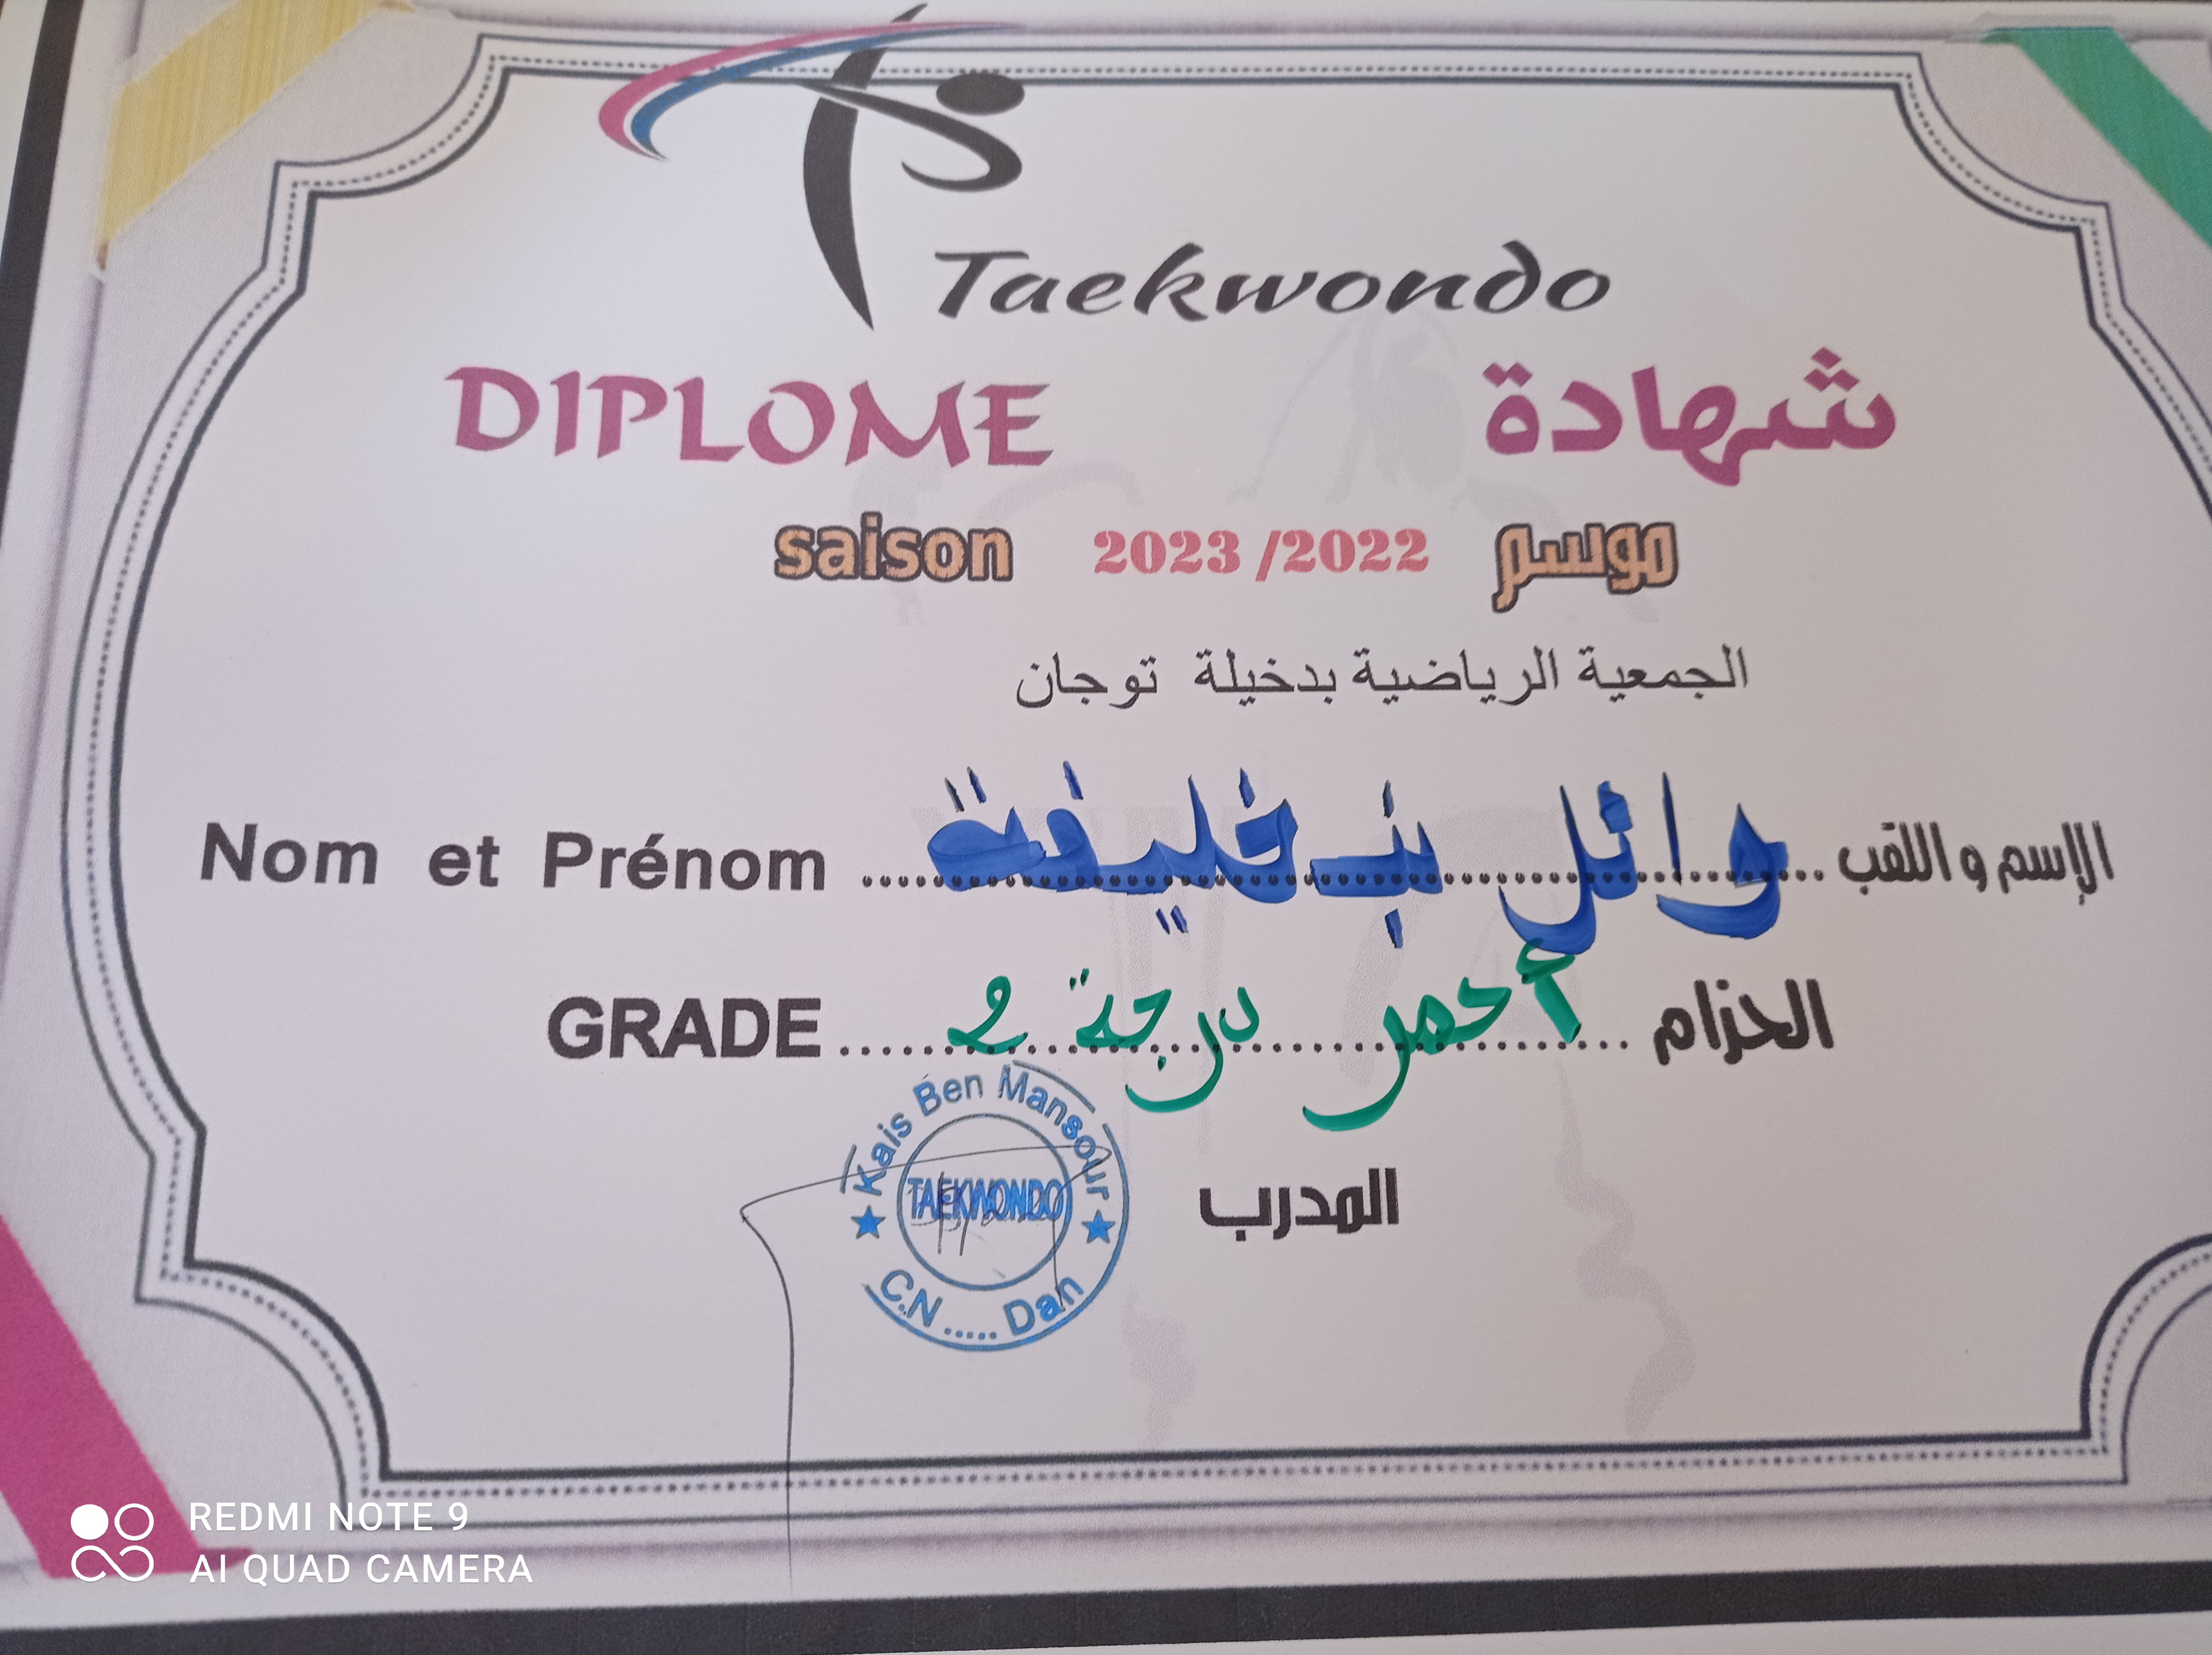 Taekwondo
DIPLOME شهادة
saison 2023 /2022 موسم
الجمعية الرياضية بدخيلة توجان
Nom et Prénom وائل بن خليفة الإسم و اللقب
GRADE أحمر درجة 2 الحزام
Kais Ben Mansour
TAEKWONDO
C.N ..... Dan
المدرب
REDMI NOTE 9
AI QUAD CAMERA